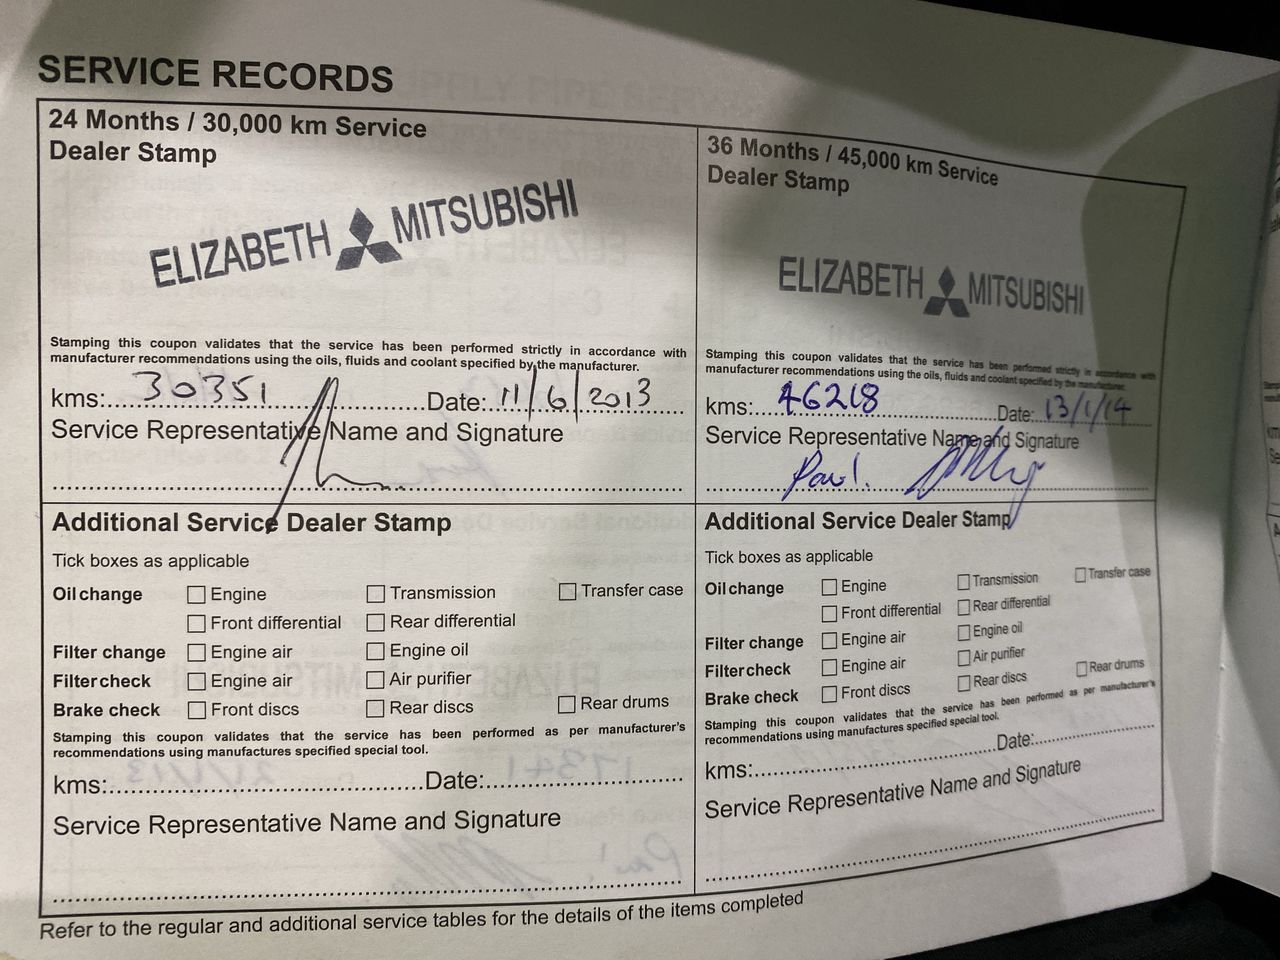 SERVICE RECORDS
24 Months / 30,000 km Service
Dealer Stamp
ELIZABETH MITSUBISHI
Stamping this coupon validates that the service has been performed strictly in accordance with
manufacturer recommendations using the oils, fluids and coolant specified by the manufacturer.
kms: 30351 Date: 11/6/2013
Service Representative Name and Signature
Additional Service Dealer Stamp
Tick boxes as applicable
Oil change Engine Transmission Transfer case
Front differential Rear differential
Filter change Engine air Engine oil
Filter check Engine air Air purifier
Brake check Front discs Rear discs Rear drums
Stamping this coupon validates that the service has been performed as per manufacturer's
recommendations using manufactures specified special tool.
kms: Date:
Service Representative Name and Signature
36 Months / 45,000 km Service
Dealer Stamp
ELIZABETH MITSUBISHI
Stamping this coupon validates that the service has been performed strictly in accordance with
manufacturer recommendations using the oils, fluids and coolant specified by the manufacturer.
kms: 46218 Date: 13/1/14
Service Representative Name and Signature
Paul.
Additional Service Dealer Stamp
Tick boxes as applicable
Oil change Engine Transmission Transfer case
Front differential Rear differential
Filter change Engine air Engine oil
Filter check Engine air Air purifier
Brake check Front discs Rear discs Rear drums
Stamping this coupon validates that the service has been performed as per manufacturer's
recommendations using manufactures specified special tool.
kms: Date:
Service Representative Name and Signature
Refer to the regular and additional service tables for the details of the items completed